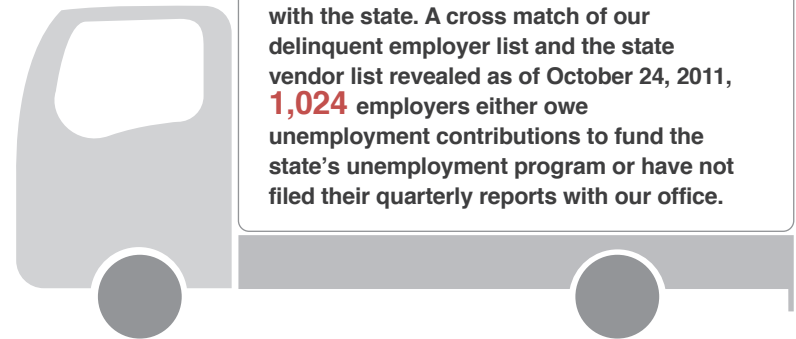 with the state. A cross match of our
delinquent employer list and the state
vendor list revealed as of October 24, 2011,
1,024 employers either owe
unemployment contributions to fund the
state’s unemployment program or have not
filed their quarterly reports with our office.